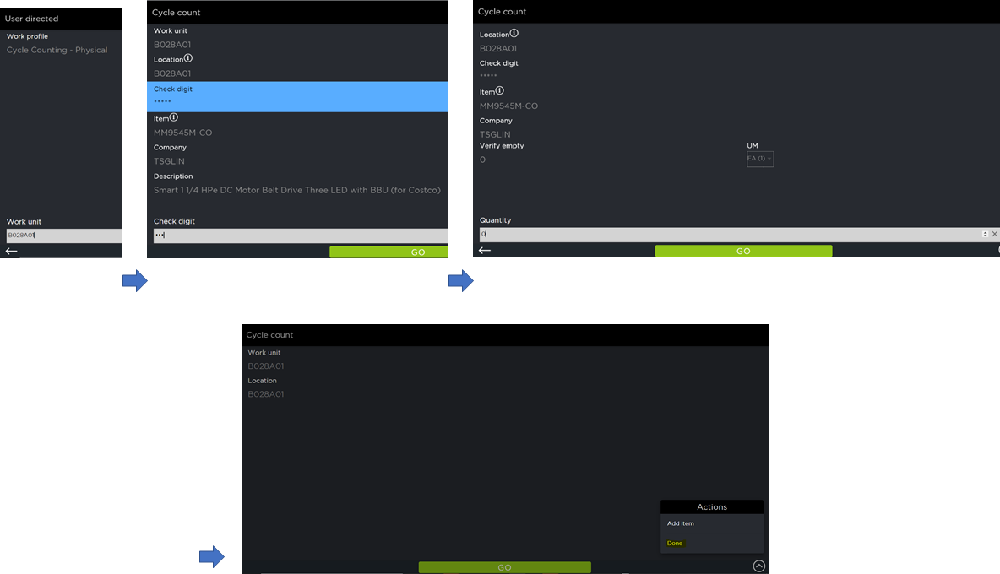 User directed
Work profile
Cycle Counting - Physical
Work unit
B028A01
Cycle count
Work unit
B028A01
Location
B028A01
Check digit
*****
Item
MM9545M-CO
Company
TSGLIN
Description
Smart 1 1/4 HPe DC Motor Belt Drive Three LED with BBU (for Costco)
Check digit
•••
GO
Cycle count
Location
B028A01
Check digit
*****
Item
MM9545M-CO
Company
TSGLIN
Verify empty
UM
0
EA (1)
Quantity
0
GO
Cycle count
Work unit
B028A01
Location
B028A01
Actions
Add item
Done
GO